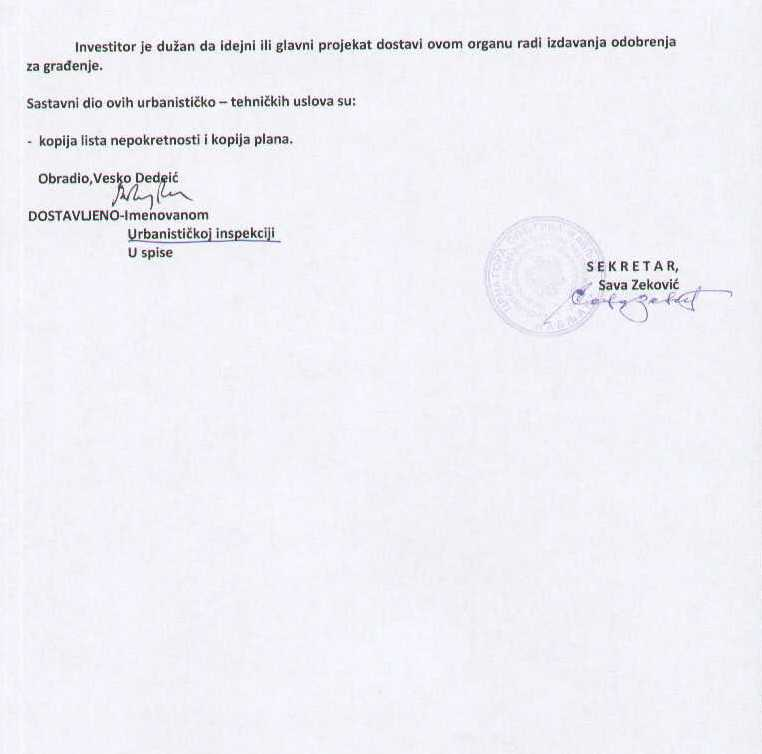 Investitor je dužan da idejni ili glavni projekat dostavi ovom organu radi izdavanja odobrenja
za građenje.
Sastavni dio ovih urbanističko – tehničkih uslova su:
- kopija lista nepokretnosti i kopija plana.
Obradio,Vesko Dedeić
DOSTAVLJENO-Imenovanom
Urbanističkoj inspekciji
U spise
S E K R E T A R,
Sava Zeković